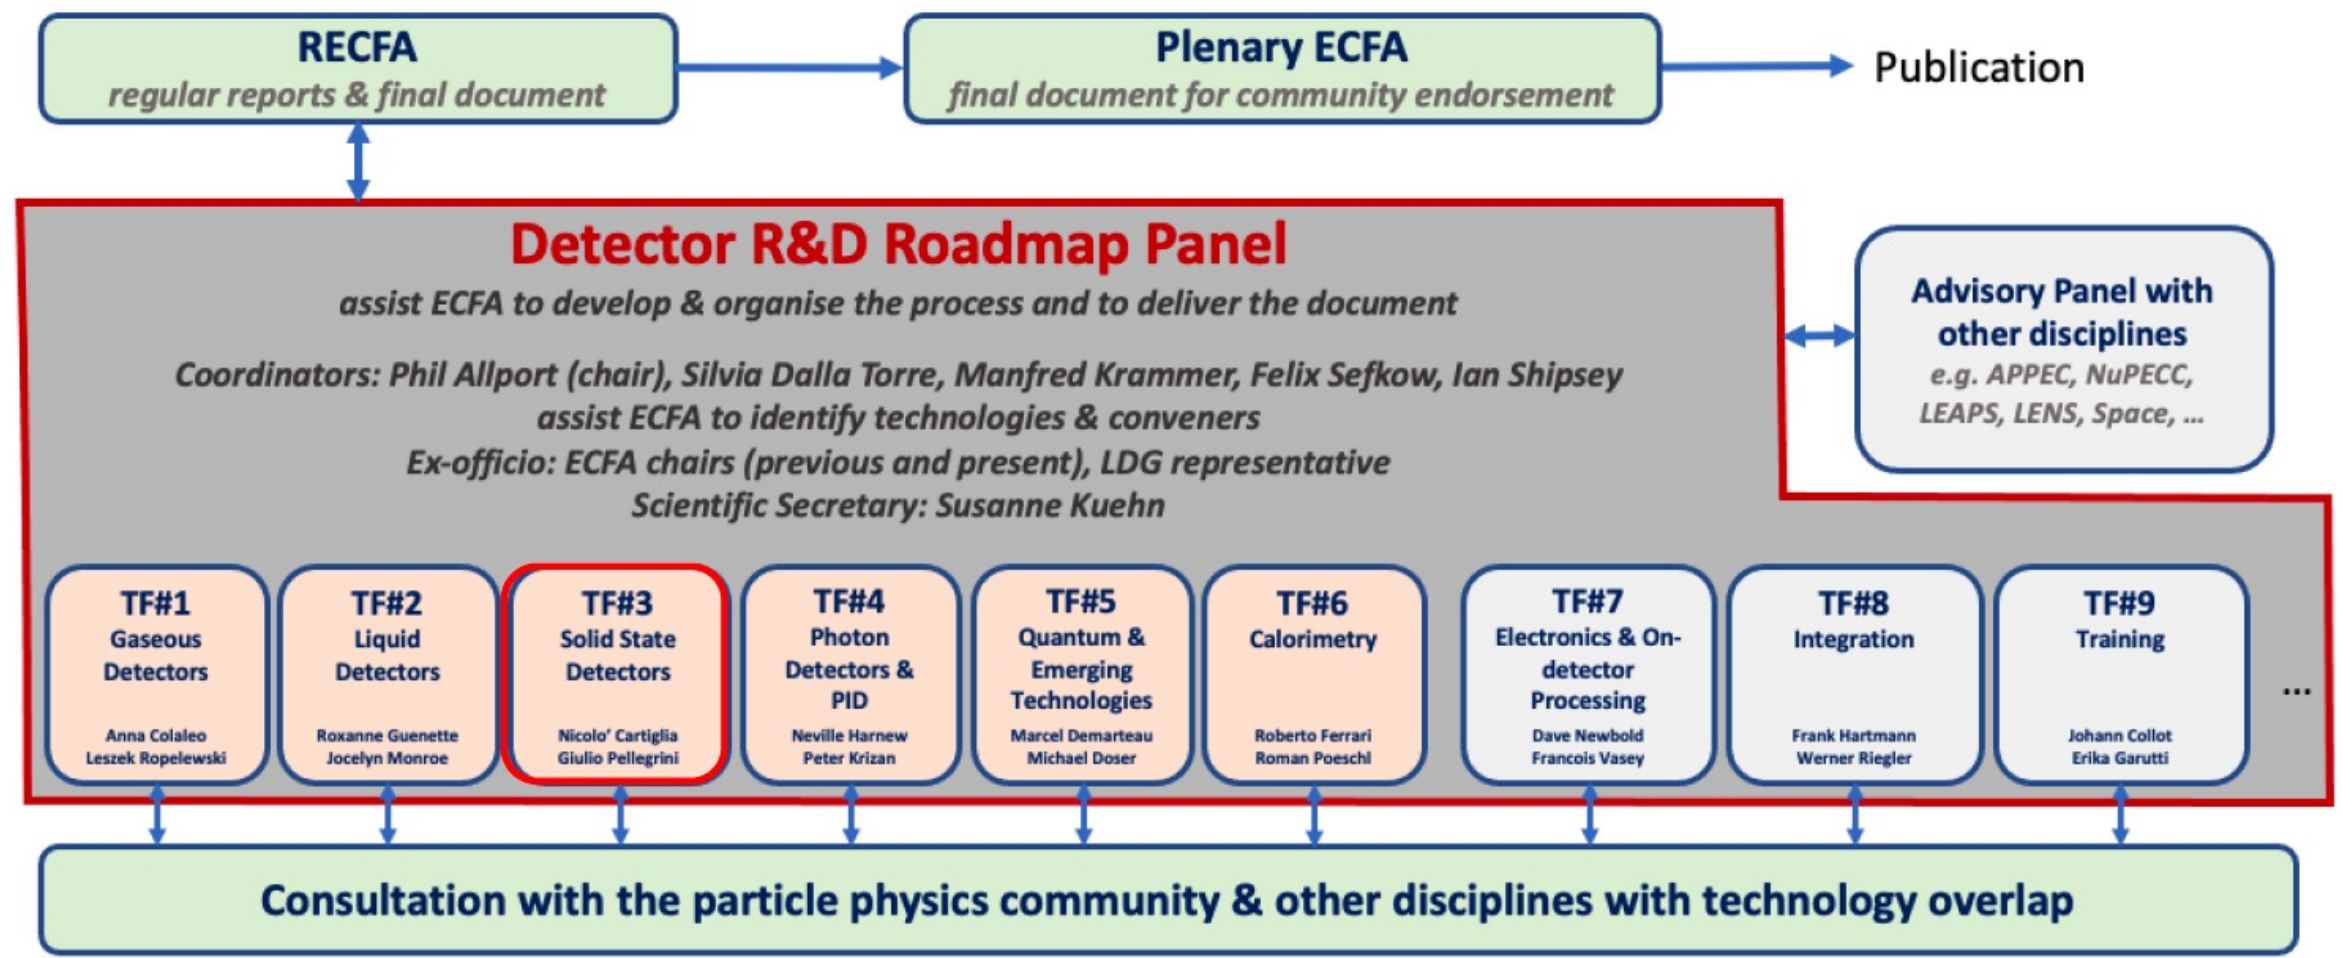 RECFA
regular reports & final document
Plenary ECFA
final document for community endorsement
Publication
Detector R&D Roadmap Panel
assist ECFA to develop & organise the process and to deliver the document
Coordinators: Phil Allport (chair), Silvia Dalla Torre, Manfred Krammer, Felix Sefkow, Ian Shipsey
assist ECFA to identify technologies & conveners
Ex-officio: ECFA chairs (previous and present), LDG representative
Scientific Secretary: Susanne Kuehn
Advisory Panel with
other disciplines
e.g. APPEC, NuPECC,
LEAPS, LENS, Space, ...
TF#1
Gaseous
Detectors
Anna Colaleo
Leszek Ropelewski
TF#2
Liquid
Detectors
Roxanne Guenette
Jocelyn Monroe
TF#3
Solid State
Detectors
Nicolo' Cartiglia
Giulio Pellegrini
TF#4
Photon
Detectors &
PID
Neville Harnew
Peter Krizan
TF#5
Quantum &
Emerging
Technologies
Marcel Demarteau
Michael Doser
TF#6
Calorimetry
Roberto Ferrari
Roman Poeschl
TF#7
Electronics & On-
detector
Processing
Dave Newbold
Francois Vasey
TF#8
Integration
Frank Hartmann
Werner Riegler
TF#9
Training
Johann Collot
Erika Garutti
...
Consultation with the particle physics community & other disciplines with technology overlap